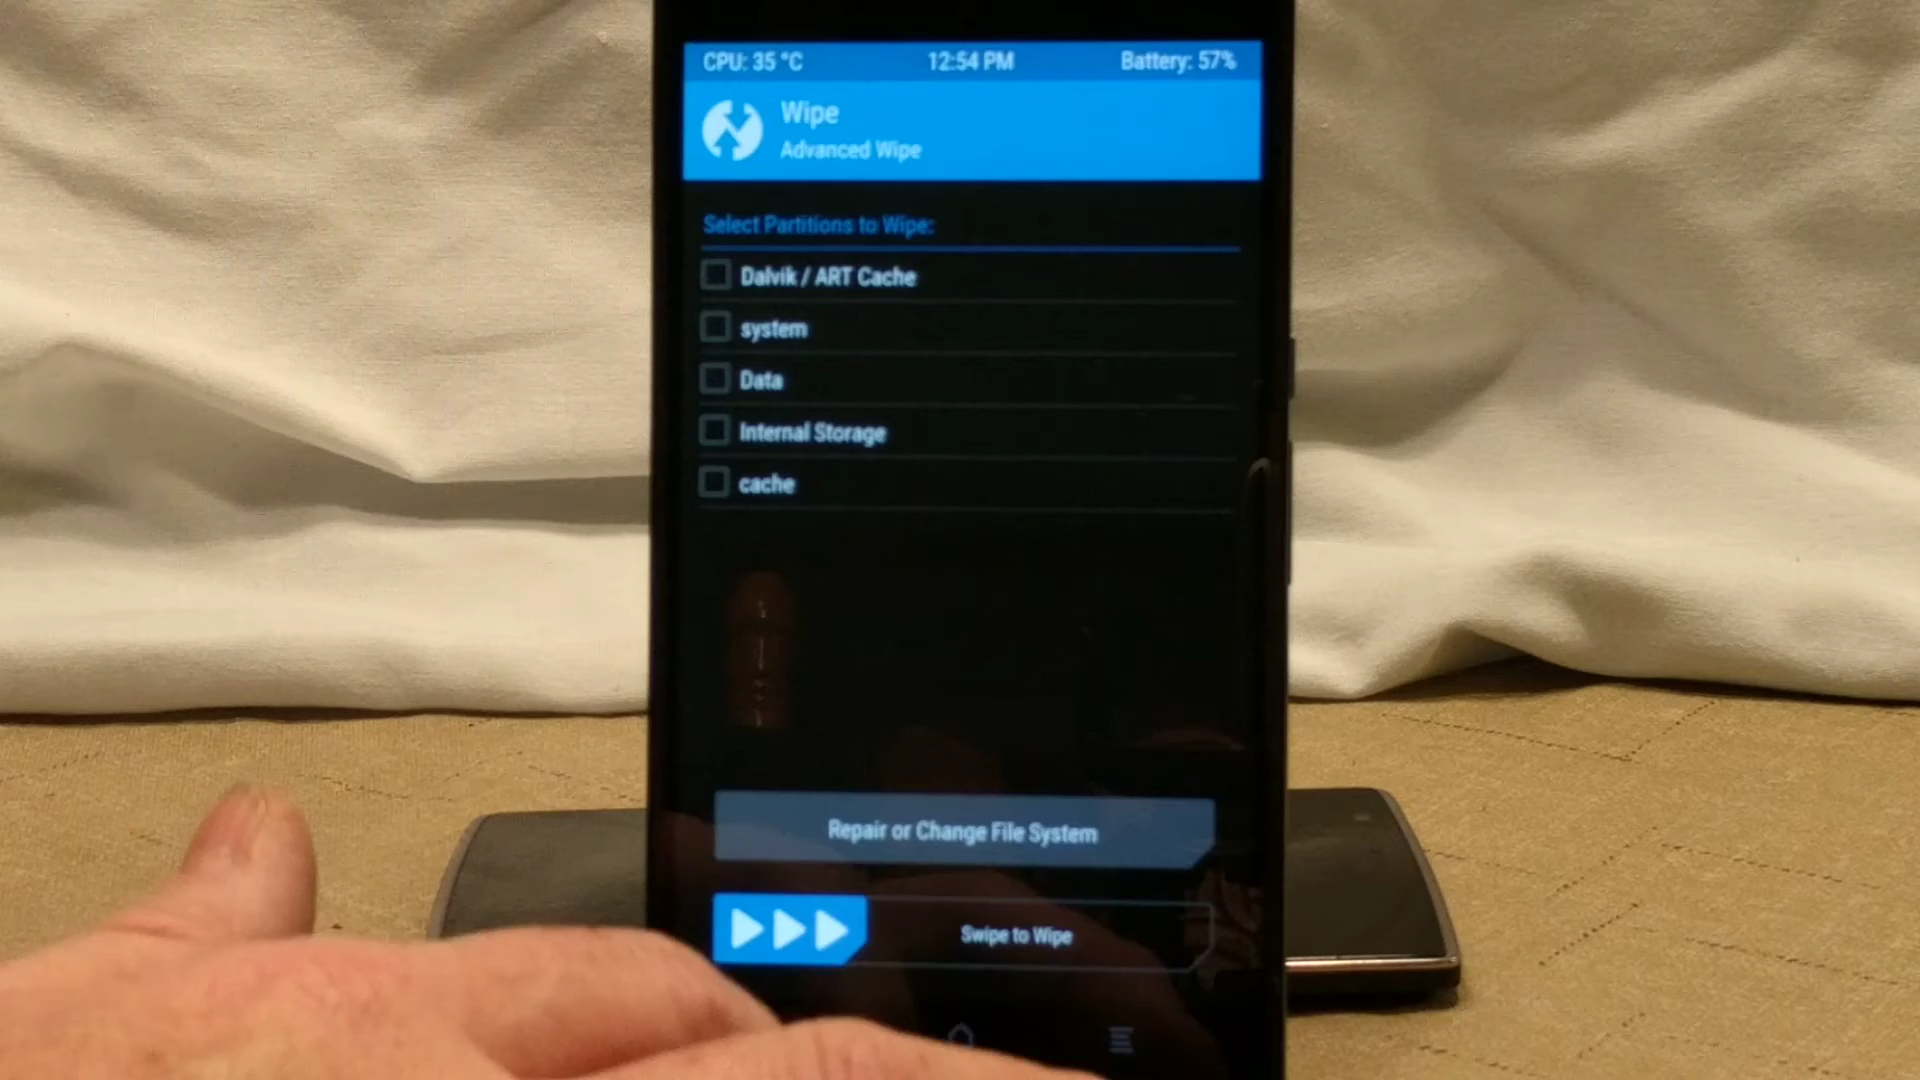 CPU: 35 °C 12:54 PM Battery: 57%
Wipe
Advanced Wipe
Select Partitions to Wipe:
Dalvik / ART Cache
system
Data
Internal Storage
cache
Repair or Change File System
Swipe to Wipe